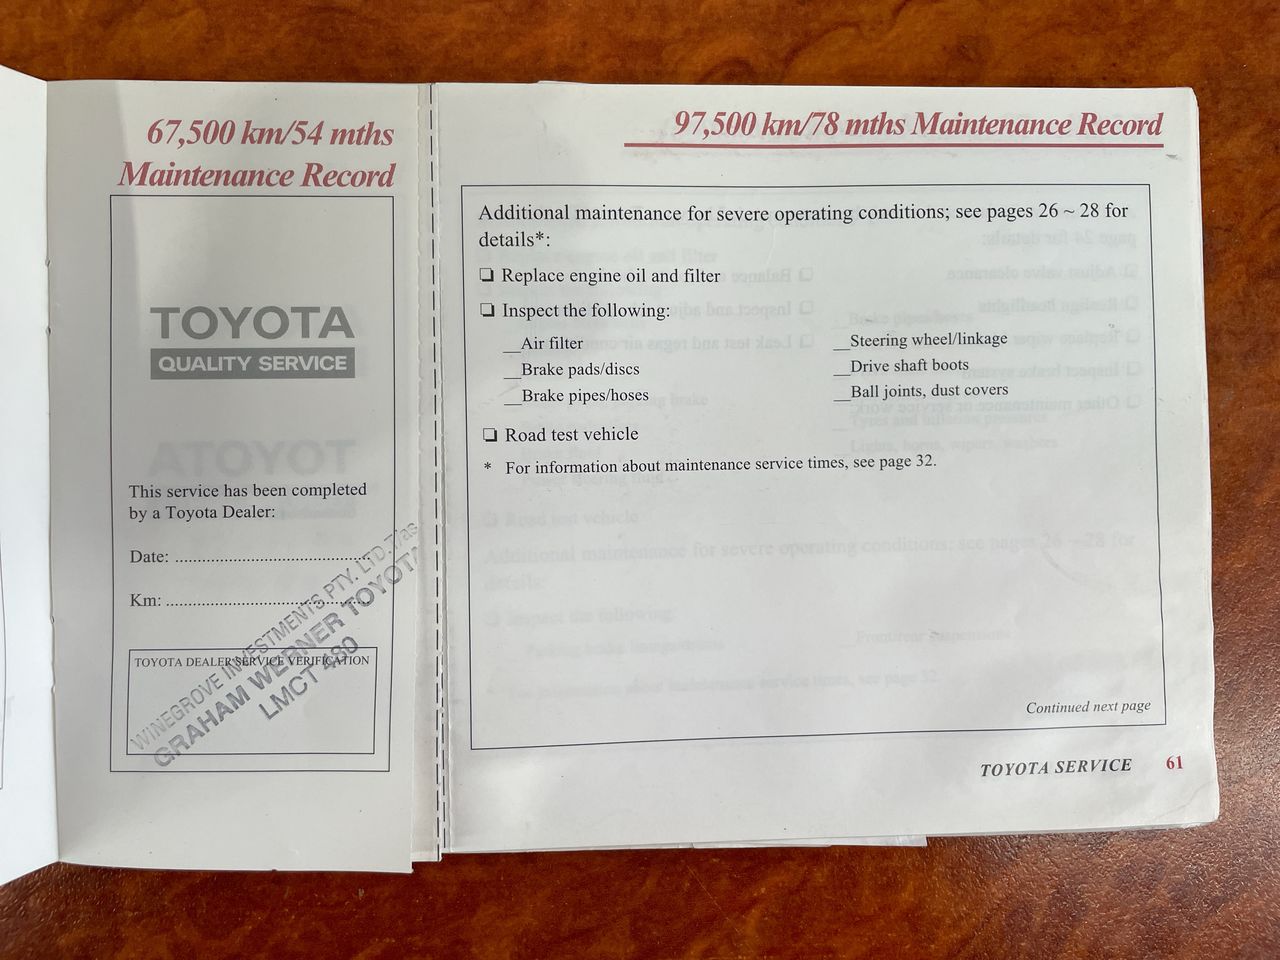 67,500 km/54 mths
Maintenance Record
TOYOTA
QUALITY SERVICE
This service has been completed
by a Toyota Dealer:
Date: ........................................
Km: ........................................
TOYOTA DEALER SERVICE VERIFICATION
WINEGROVE INVESTMENTS PTY. LTD. T/as
GRAHAM WERNER TOYOTA
LMCT 480
97,500 km/78 mths Maintenance Record
Additional maintenance for severe operating conditions; see pages 26 ~ 28 for
details*:
❏ Replace engine oil and filter
❏ Inspect the following:
__Air filter
__Brake pads/discs
__Brake pipes/hoses
__Steering wheel/linkage
__Drive shaft boots
__Ball joints, dust covers
❏ Road test vehicle
* For information about maintenance service times, see page 32.
Continued next page
TOYOTA SERVICE 61